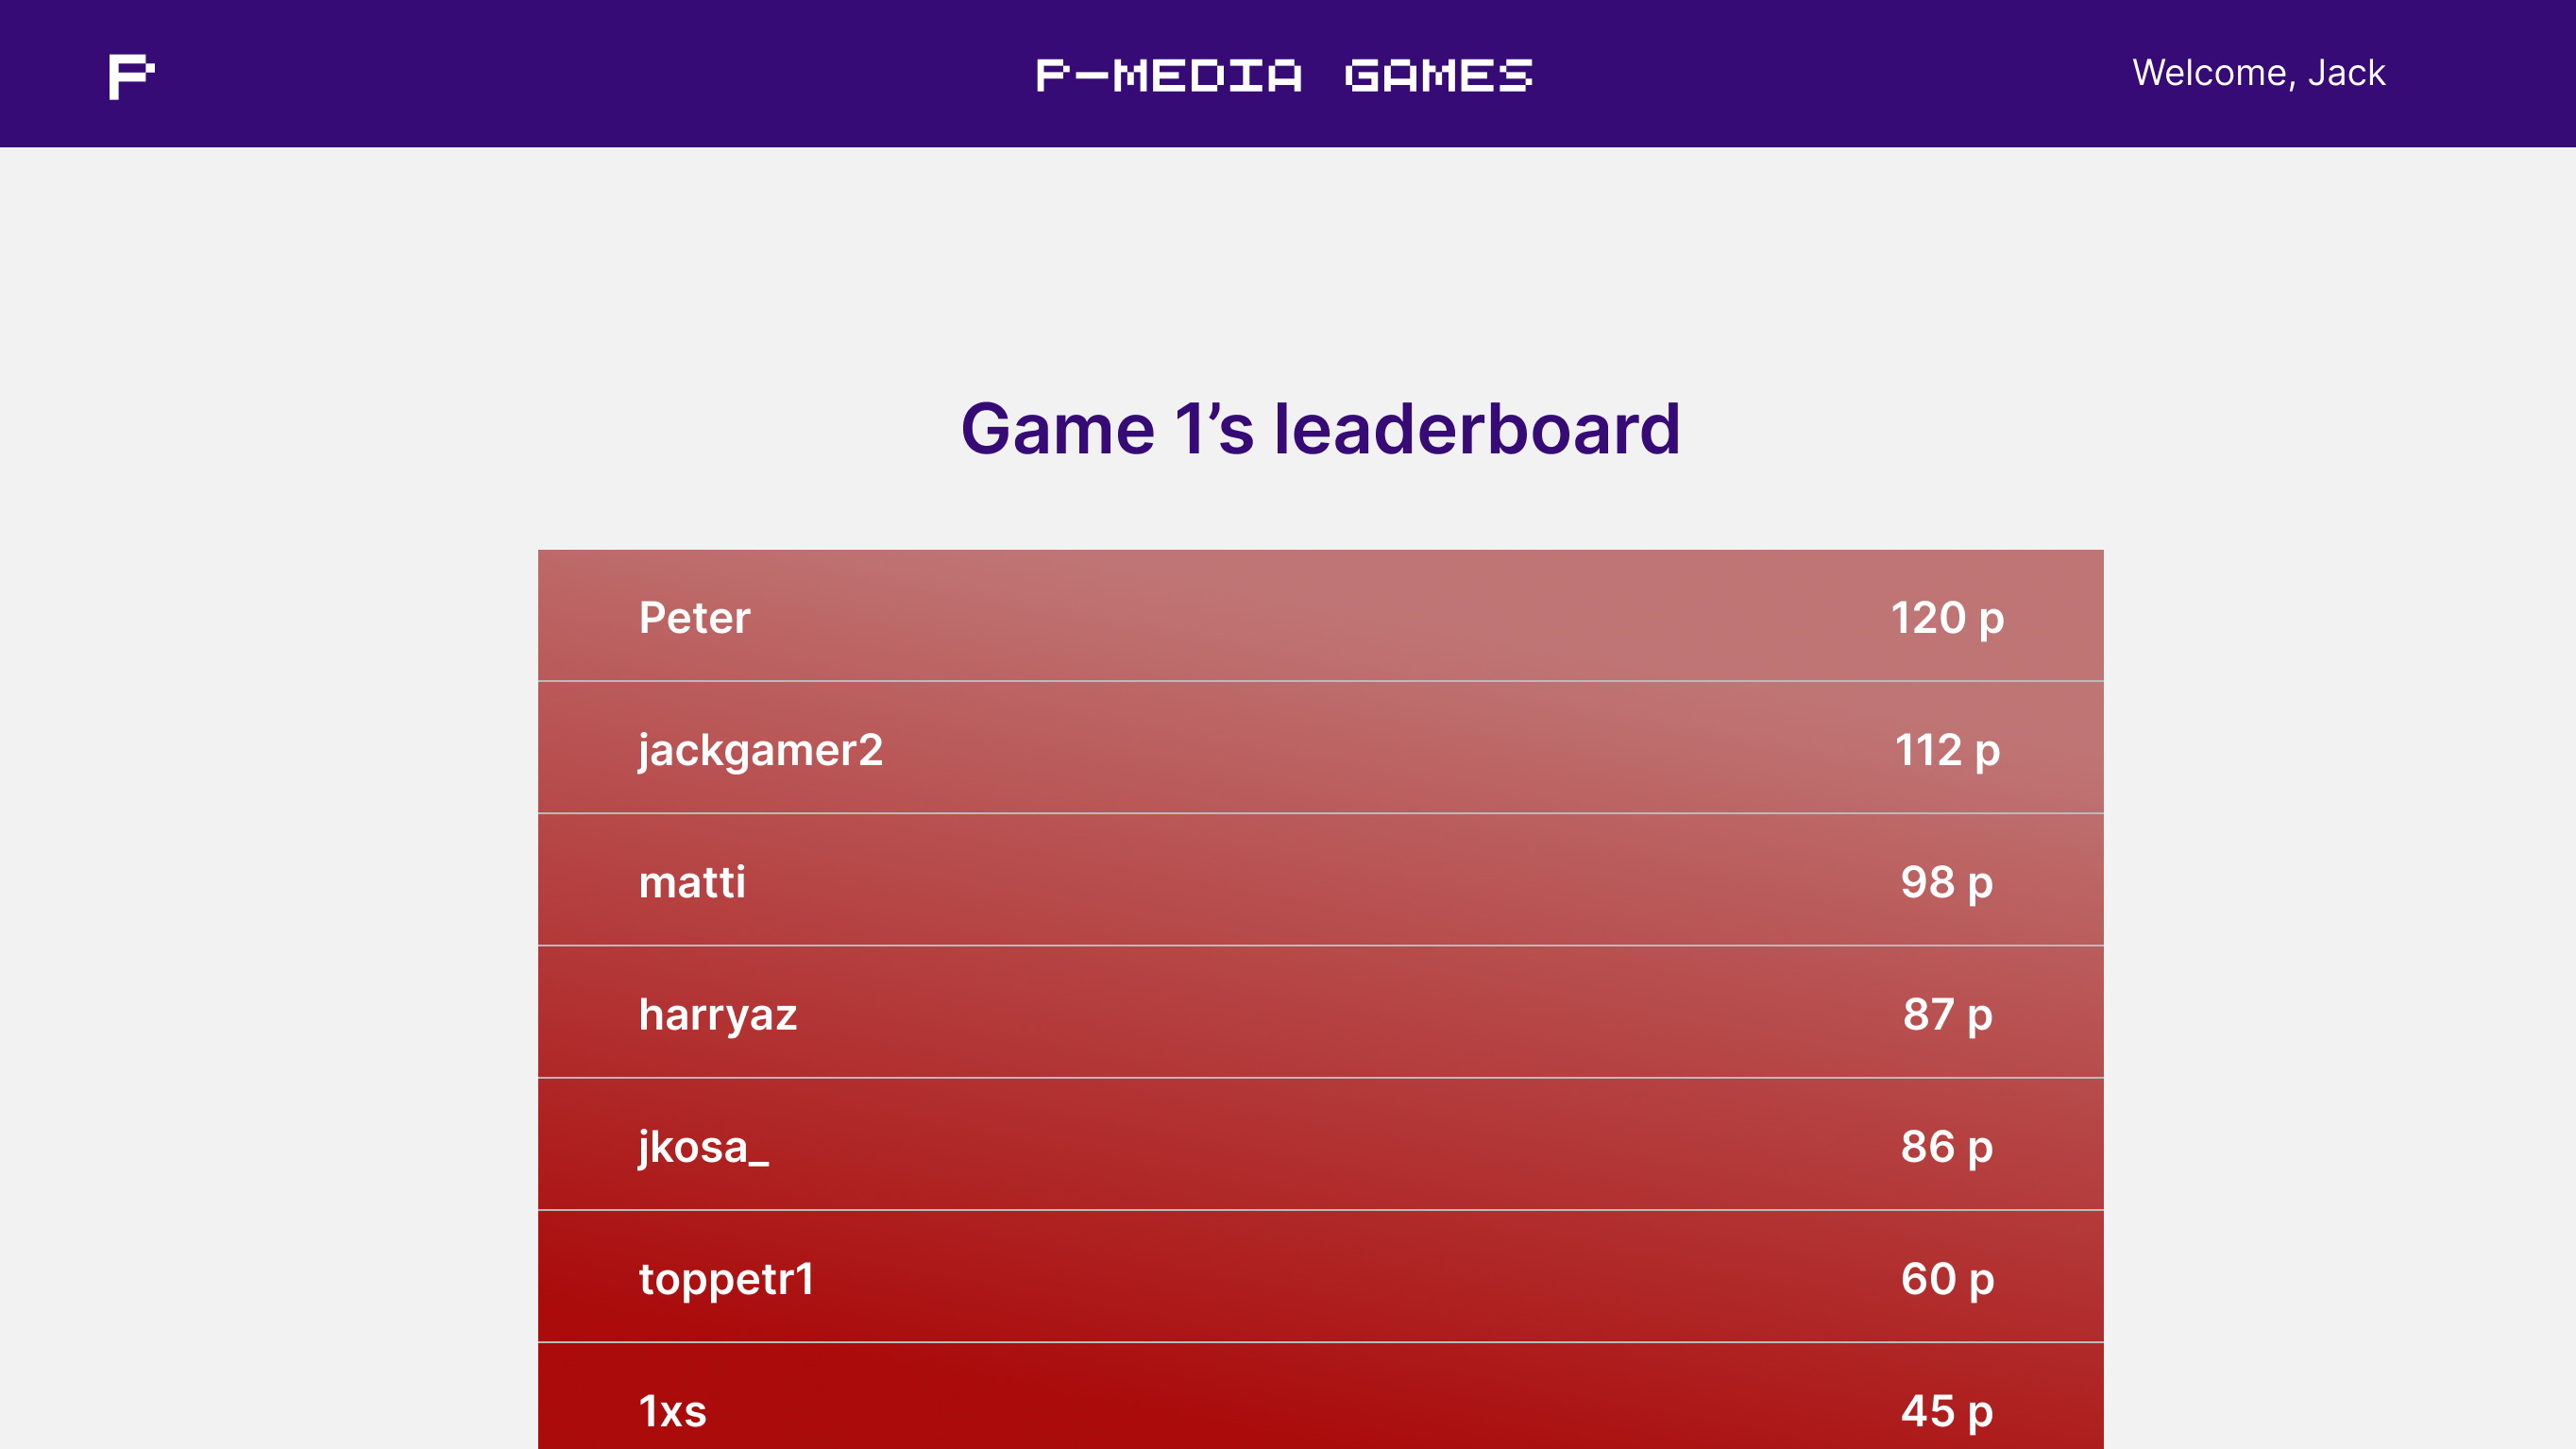 P
P-MEDIA GAMES
Welcome, Jack
Game 1’s leaderboard
Peter 120 p
jackgamer2 112 p
matti 98 p
harryaz 87 p
jkosa_ 86 p
toppetr1 60 p
1xs 45 p